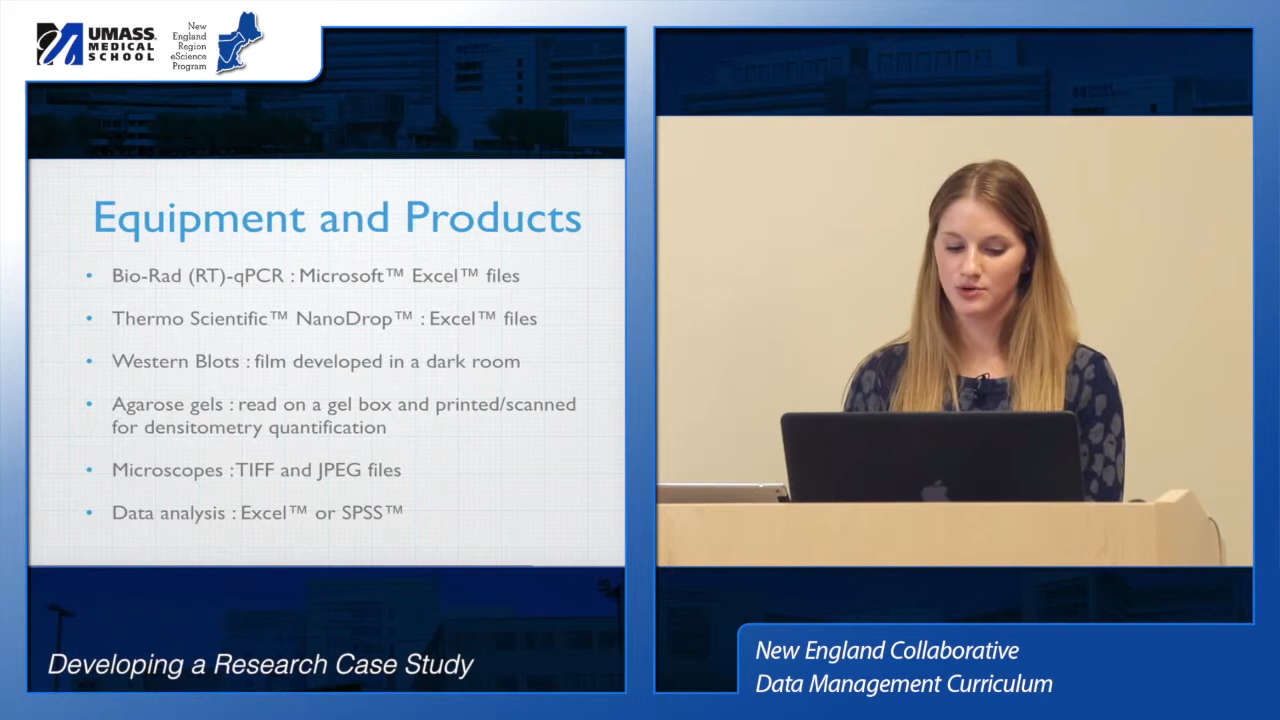 UMASS
MEDICAL
SCHOOL
New
England
Region
eScience
Program
Equipment and Products
• Bio-Rad (RT)-qPCR : Microsoft™ Excel™ files
• Thermo Scientific™ NanoDrop™ : Excel™ files
• Western Blots : film developed in a dark room
• Agarose gels : read on a gel box and printed/scanned
for densitometry quantification
• Microscopes : TIFF and JPEG files
• Data analysis : Excel™ or SPSS™
Developing a Research Case Study
New England Collaborative
Data Management Curriculum